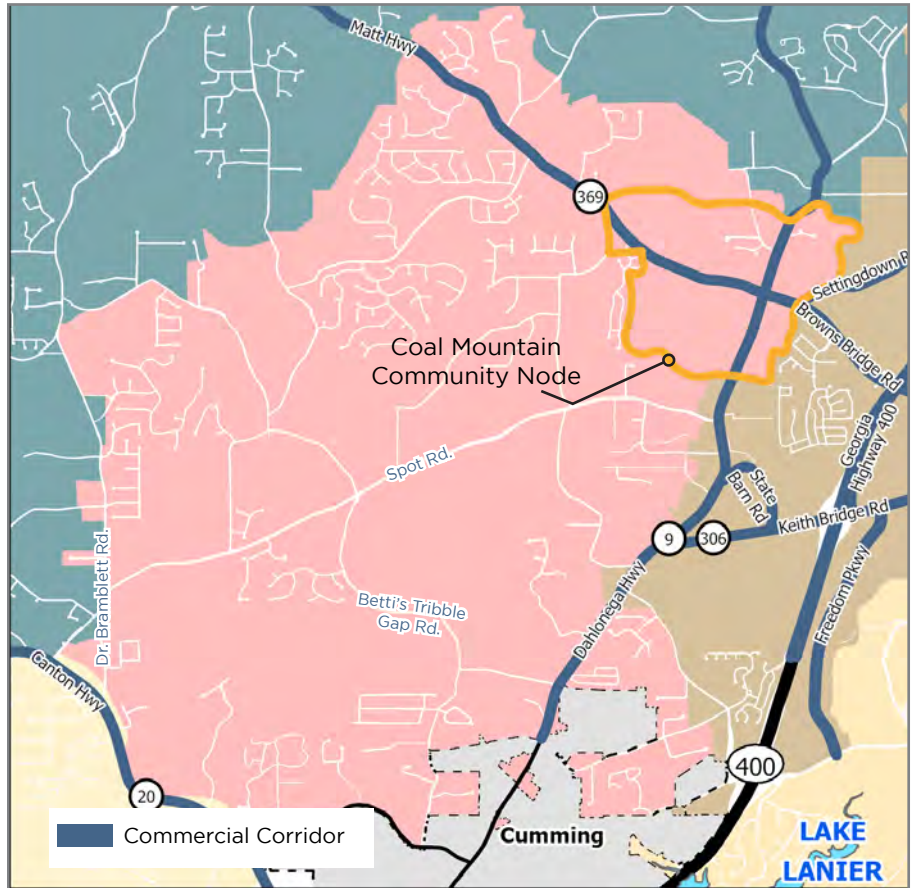 Matt Hwy
369
Settingdown R
Browns Bridge Rd
Coal Mountain
Community Node
Georgia
Highway 400
Spot Rd.
State
Barn Rd
Keith Bridge Rd
9
306
Dr. Bramblett Rd.
Betti's Tribble
Gap Rd.
Dahlonega Hwy
Freedom Pkwy
Canton Hwy
400
20
Commercial Corridor
Cumming
LAKE
LANIER